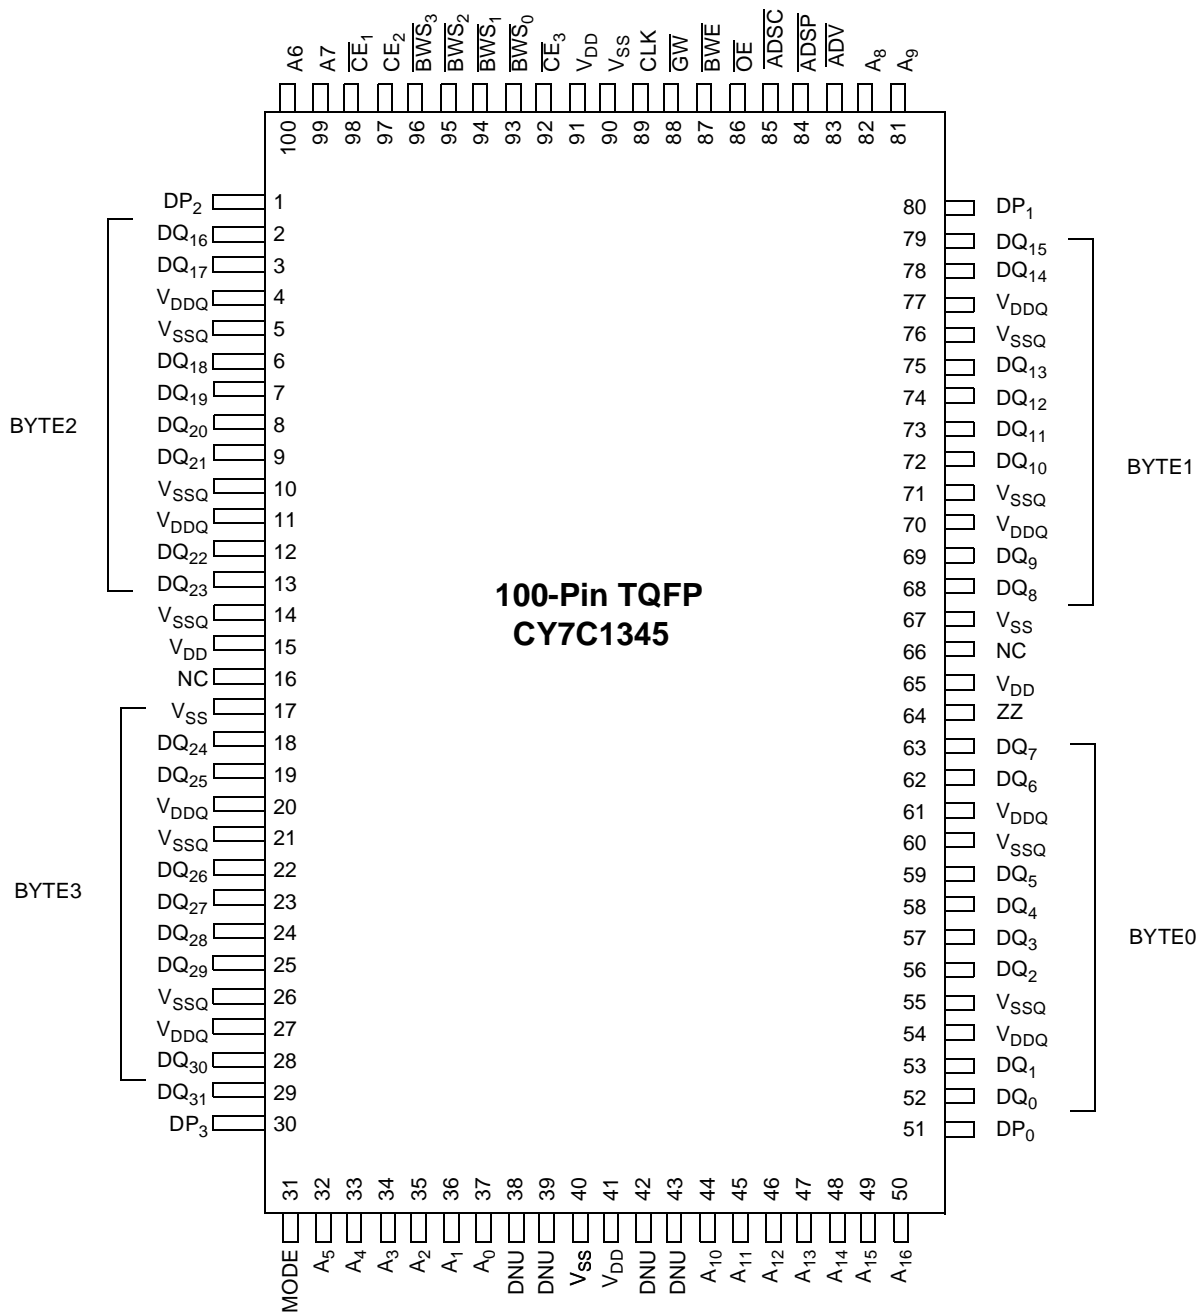 A6 A7 CE1 CE2 BWS3 BWS2 BWS1 BWS0 CE3 VDD VSS CLK GW BWE OE ADSC ADSP ADV A8 A9
100 99 98 97 96 95 94 93 92 91 90 89 88 87 86 85 84 83 82 81
DP2 1
DQ16 2
DQ17 3
VDDQ 4
VSSQ 5
DQ18 6
DQ19 7
DQ20 8
DQ21 9
VSSQ 10
VDDQ 11
DQ22 12
DQ23 13
VSSQ 14
VDD 15
NC 16
VSS 17
DQ24 18
DQ25 19
VDDQ 20
VSSQ 21
DQ26 22
DQ27 23
DQ28 24
DQ29 25
VSSQ 26
VDDQ 27
DQ30 28
DQ31 29
DP3 30
BYTE2
BYTE3
100-Pin TQFP
CY7C1345
80 DP1
79 DQ15
78 DQ14
77 VDDQ
76 VSSQ
75 DQ13
74 DQ12
73 DQ11
72 DQ10
71 VSSQ
70 VDDQ
69 DQ9
68 DQ8
67 VSS
66 NC
65 VDD
64 ZZ
63 DQ7
62 DQ6
61 VDDQ
60 VSSQ
59 DQ5
58 DQ4
57 DQ3
56 DQ2
55 VSSQ
54 VDDQ
53 DQ1
52 DQ0
51 DP0
BYTE1
BYTE0
31 32 33 34 35 36 37 38 39 40 41 42 43 44 45 46 47 48 49 50
MODE A5 A4 A3 A2 A1 A0 DNU DNU VSS VDD DNU DNU A10 A11 A12 A13 A14 A15 A16